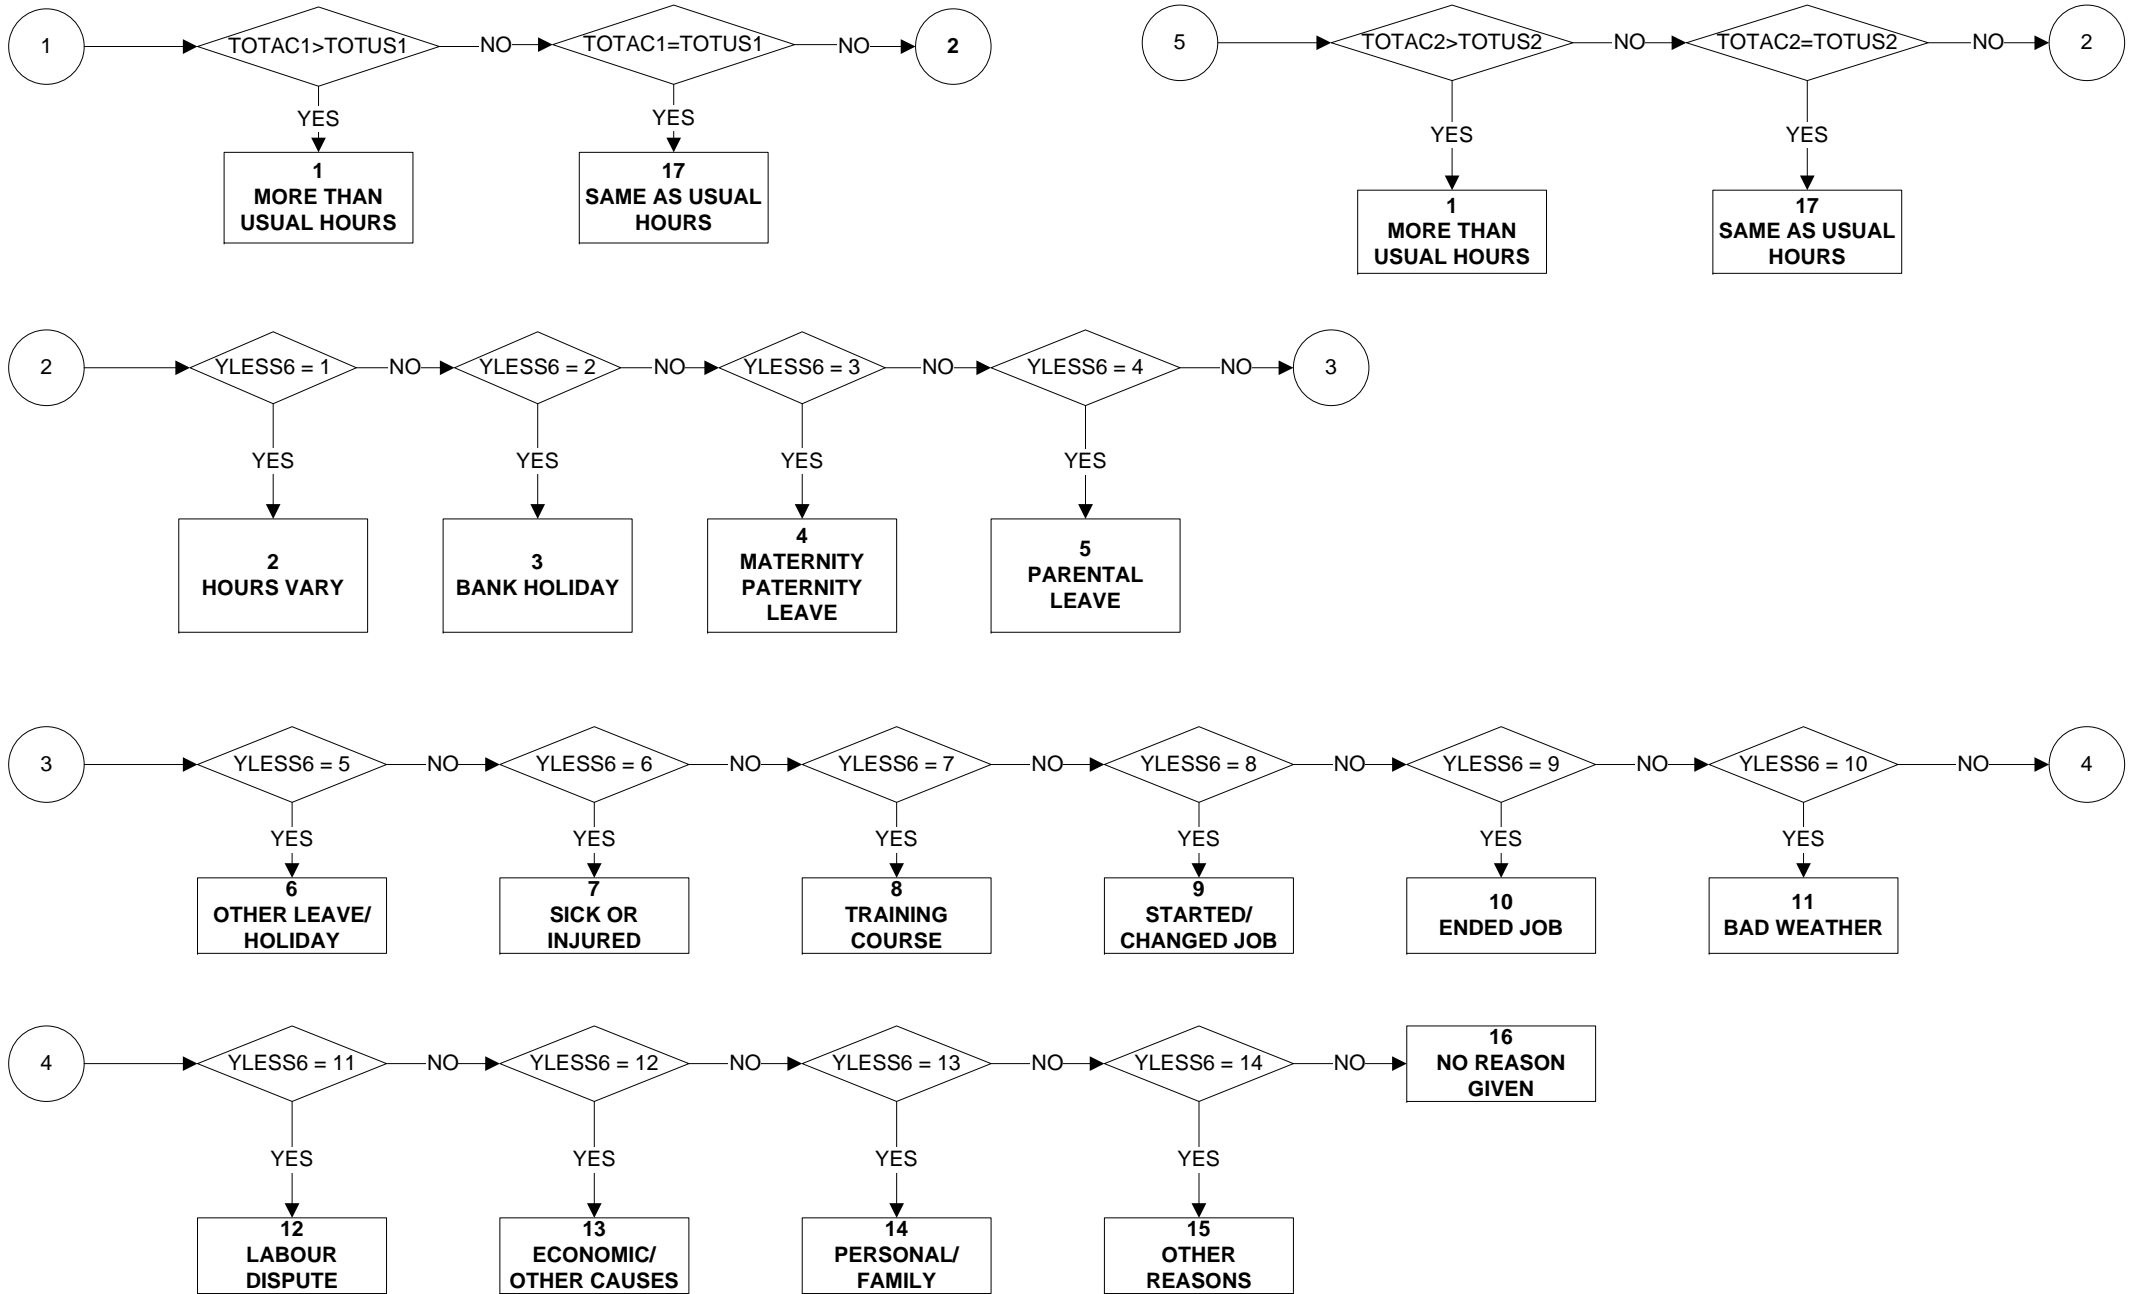 1
TOTAC1>TOTUS1
NO
TOTAC1=TOTUS1
NO
2
YES
YES
1
MORE THAN
USUAL HOURS
17
SAME AS USUAL
HOURS
5
TOTAC2>TOTUS2
NO
TOTAC2=TOTUS2
NO
2
YES
YES
1
MORE THAN
USUAL HOURS
17
SAME AS USUAL
HOURS
2
YLESS6 = 1
NO
YLESS6 = 2
NO
YLESS6 = 3
NO
YLESS6 = 4
NO
3
YES
YES
YES
YES
2
HOURS VARY
3
BANK HOLIDAY
4
MATERNITY
PATERNITY
LEAVE
5
PARENTAL
LEAVE
3
YLESS6 = 5
NO
YLESS6 = 6
NO
YLESS6 = 7
NO
YLESS6 = 8
NO
YLESS6 = 9
NO
YLESS6 = 10
NO
4
YES
YES
YES
YES
YES
YES
6
OTHER LEAVE/
HOLIDAY
7
SICK OR
INJURED
8
TRAINING
COURSE
9
STARTED/
CHANGED JOB
10
ENDED JOB
11
BAD WEATHER
4
YLESS6 = 11
NO
YLESS6 = 12
NO
YLESS6 = 13
NO
YLESS6 = 14
NO
16
NO REASON
GIVEN
YES
YES
YES
YES
12
LABOUR
DISPUTE
13
ECONOMIC/
OTHER CAUSES
14
PERSONAL/
FAMILY
15
OTHER
REASONS